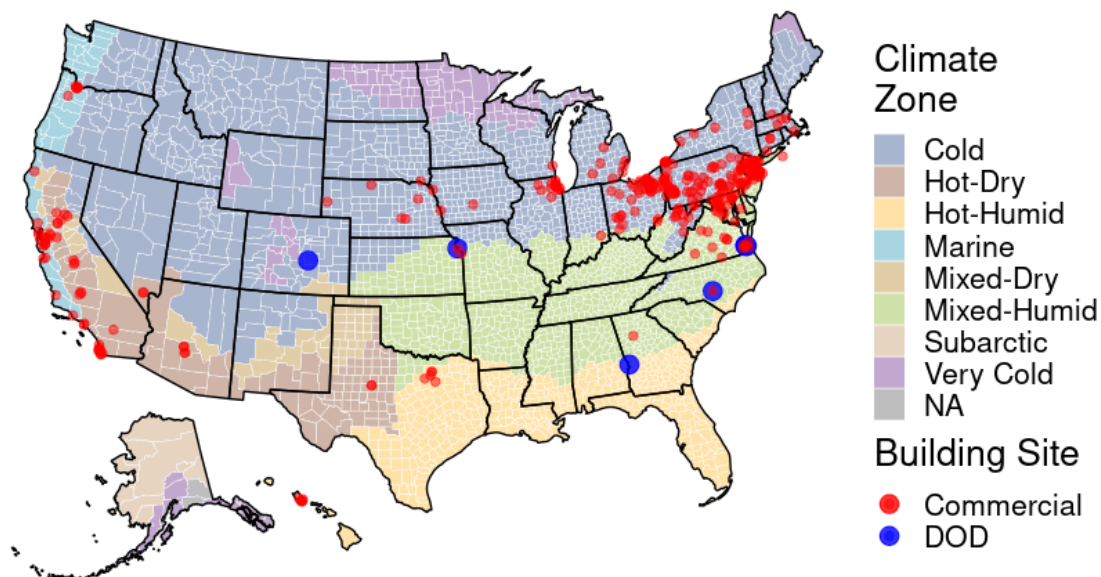 Climate
Zone
Cold
Hot-Dry
Hot-Humid
Marine
Mixed-Dry
Mixed-Humid
Subarctic
Very Cold
NA
Building Site
Commercial
DOD